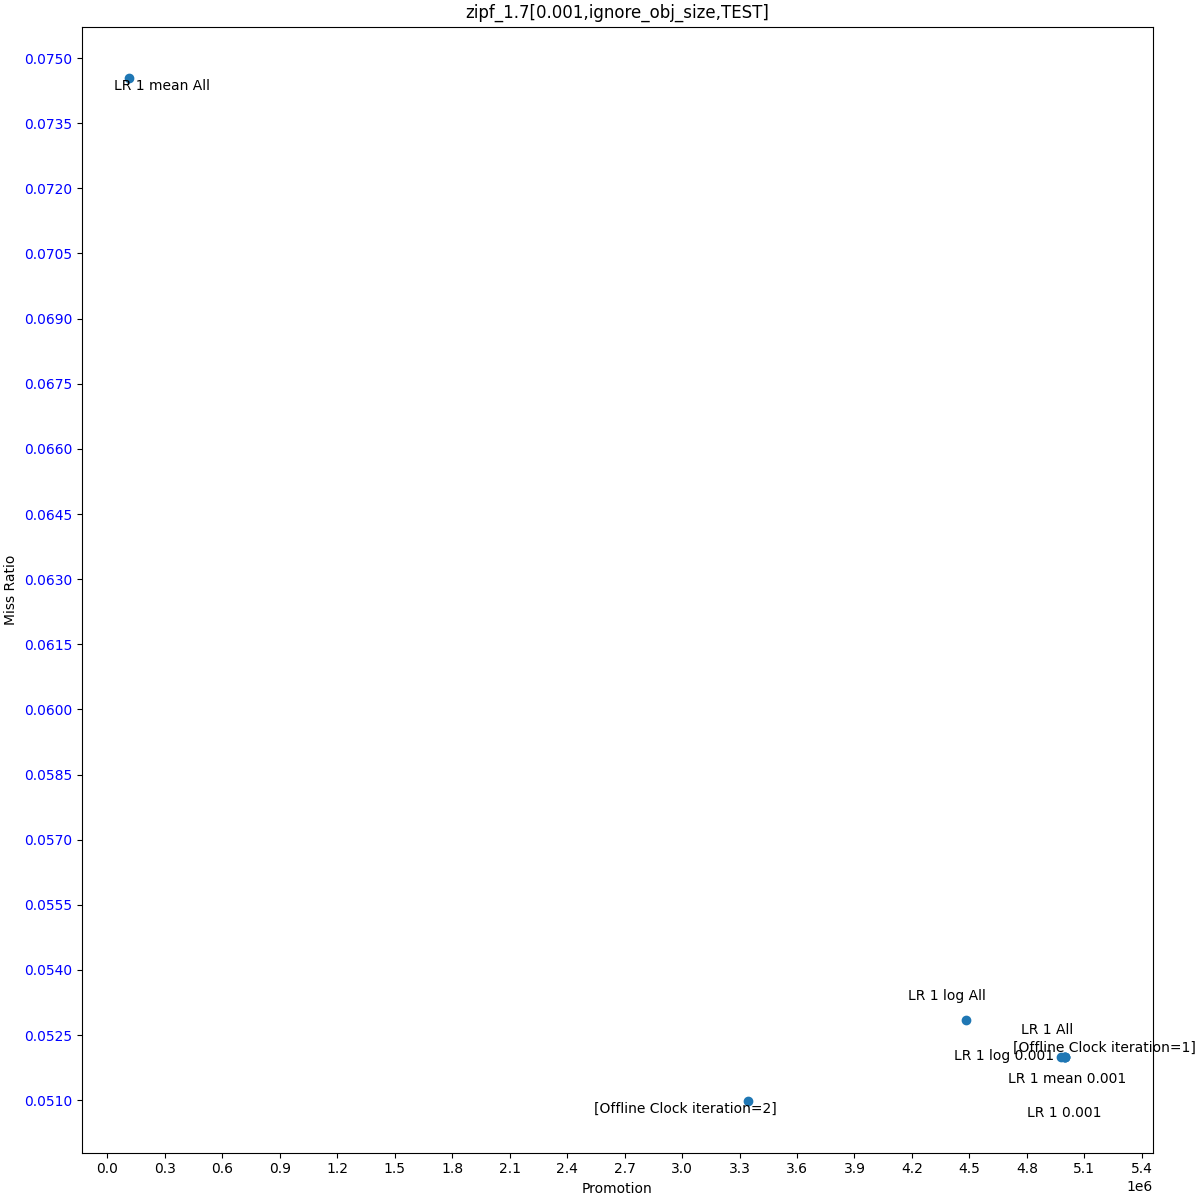 zipf_1.7[0.001,ignore_obj_size,TEST]
0.0750
LR 1 mean All
0.0735
0.0720
0.0705
0.0690
0.0675
0.0660
0.0645
0.0630
Miss Ratio
0.0615
0.0600
0.0585
0.0570
0.0555
0.0540
LR 1 log All
0.0525
LR 1 All
[Offline Clock iteration=1]
LR 1 log 0.001
LR 1 mean 0.001
0.0510
[Offline Clock iteration=2]
LR 1 0.001
0.0 0.3 0.6 0.9 1.2 1.5 1.8 2.1 2.4 2.7 3.0 3.3 3.6 3.9 4.2 4.5 4.8 5.1 5.4
1e6
Promotion